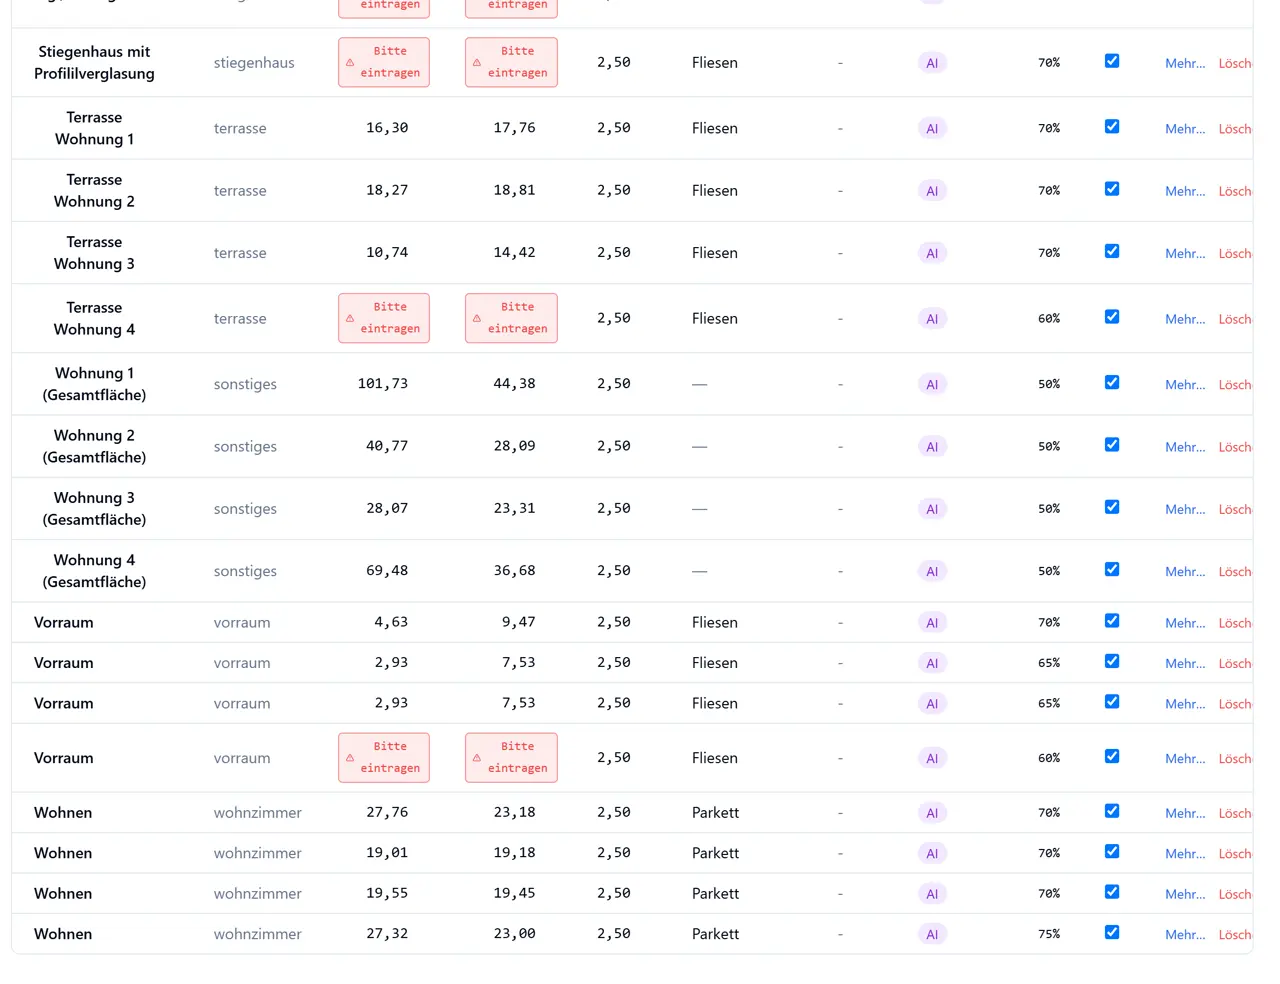 eintragen eintragen
Stiegenhaus mit
Profililverglasung stiegenhaus Bitte eintragen Bitte eintragen 2,50 Fliesen - AI 70% Mehr... Lösch
Terrasse
Wohnung 1 terrasse 16,30 17,76 2,50 Fliesen - AI 70% Mehr... Lösch
Terrasse
Wohnung 2 terrasse 18,27 18,81 2,50 Fliesen - AI 70% Mehr... Lösch
Terrasse
Wohnung 3 terrasse 10,74 14,42 2,50 Fliesen - AI 70% Mehr... Lösch
Terrasse
Wohnung 4 terrasse Bitte eintragen Bitte eintragen 2,50 Fliesen - AI 60% Mehr... Lösch
Wohnung 1
(Gesamtfläche) sonstiges 101,73 44,38 2,50 — - AI 50% Mehr... Lösch
Wohnung 2
(Gesamtfläche) sonstiges 40,77 28,09 2,50 — - AI 50% Mehr... Lösch
Wohnung 3
(Gesamtfläche) sonstiges 28,07 23,31 2,50 — - AI 50% Mehr... Lösch
Wohnung 4
(Gesamtfläche) sonstiges 69,48 36,68 2,50 — - AI 50% Mehr... Lösch
Vorraum vorraum 4,63 9,47 2,50 Fliesen - AI 70% Mehr... Lösch
Vorraum vorraum 2,93 7,53 2,50 Fliesen - AI 65% Mehr... Lösch
Vorraum vorraum 2,93 7,53 2,50 Fliesen - AI 65% Mehr... Lösch
Vorraum vorraum Bitte eintragen Bitte eintragen 2,50 Fliesen - AI 60% Mehr... Lösch
Wohnen wohnzimmer 27,76 23,18 2,50 Parkett - AI 70% Mehr... Lösch
Wohnen wohnzimmer 19,01 19,18 2,50 Parkett - AI 70% Mehr... Lösch
Wohnen wohnzimmer 19,55 19,45 2,50 Parkett - AI 70% Mehr... Lösch
Wohnen wohnzimmer 27,32 23,00 2,50 Parkett - AI 75% Mehr... Lösch